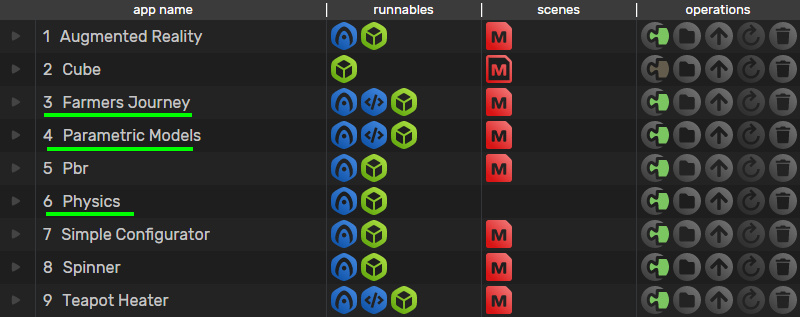 app name runnables scenes operations
1 Augmented Reality M
2 Cube M
3 Farmers Journey </> M
4 Parametric Models </> M
5 Pbr M
6 Physics
7 Simple Configurator M
8 Spinner M
9 Teapot Heater </> M